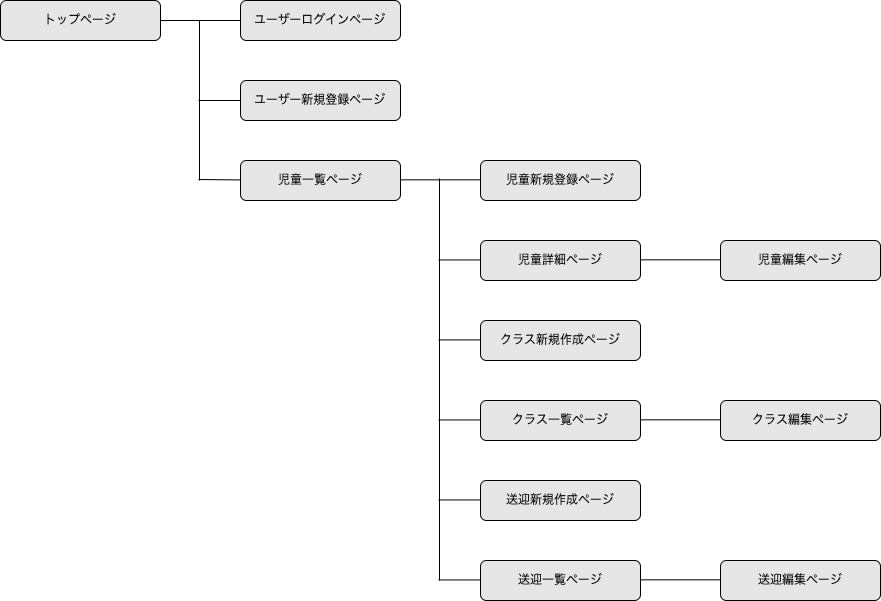 トップページ
ユーザーログインページ
ユーザー新規登録ページ
児童一覧ページ
児童新規登録ページ
児童詳細ページ
児童編集ページ
クラス新規作成ページ
クラス一覧ページ
クラス編集ページ
送迎新規作成ページ
送迎一覧ページ
送迎編集ページ